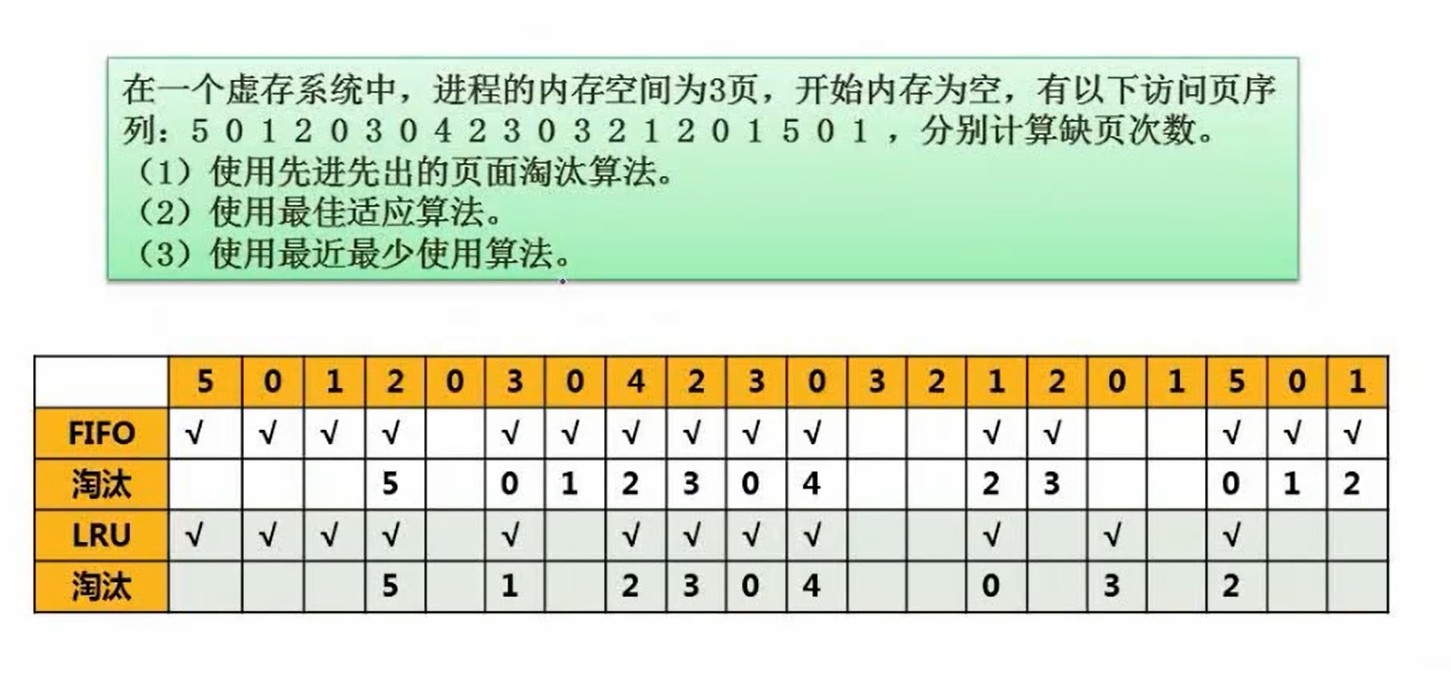 在一个虚存系统中，进程的内存空间为3页，开始内存为空，有以下访问页序
列：5 0 1 2 0 3 0 4 2 3 0 3 2 1 2 0 1 5 0 1 ，分别计算缺页次数。
（1）使用先进先出的页面淘汰算法。
（2）使用最佳适应算法。
（3）使用最近最少使用算法。
5 0 1 2 0 3 0 4 2 3 0 3 2 1 2 0 1 5 0 1
FIFO √ √ √ √ √ √ √ √ √ √ √ √ √ √ √
淘汰 5 0 1 2 3 0 4 2 3 0 1 2
LRU √ √ √ √ √ √ √ √ √ √ √ √
淘汰 5 1 2 3 0 4 0 3 2